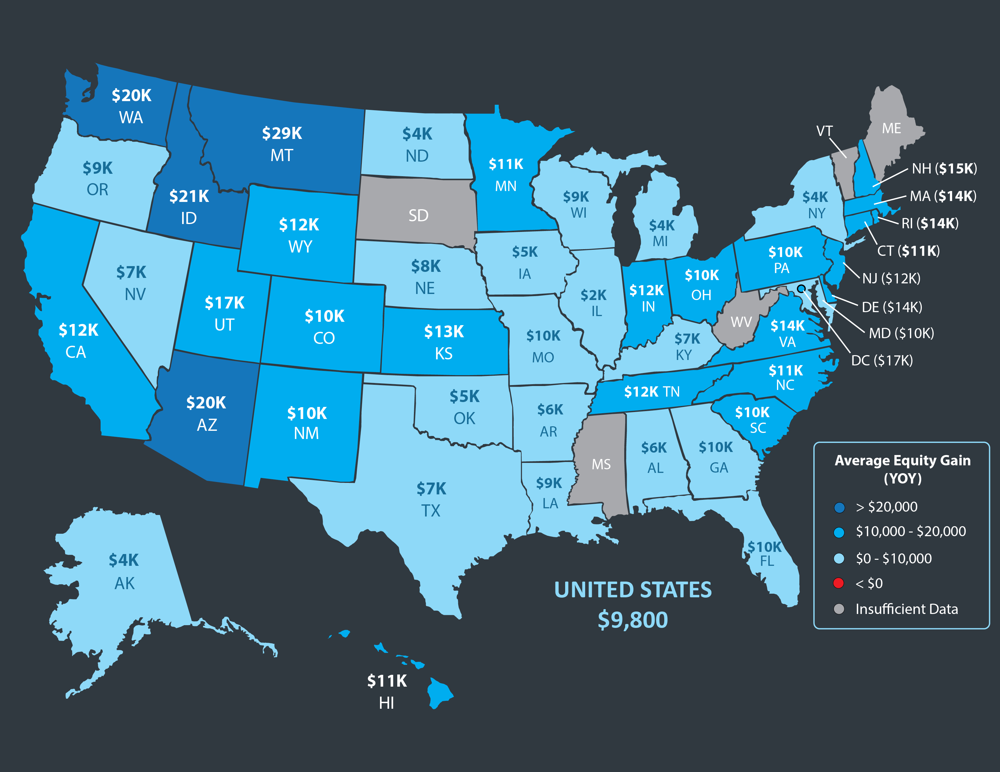 $20K
WA
$29K
MT
$4K
ND
$11K
MN
VT
ME
$9K
OR
$21K
ID
$12K
WY
SD
$9K
WI
$4K
MI
$4K
NY
NH ($15K)
MA ($14K)
RI ($14K)
CT ($11K)
NJ ($12K)
DE ($14K)
MD ($10K)
DC ($17K)
$7K
NV
$17K
UT
$10K
CO
$8K
NE
$5K
IA
$2K
IL
$12K
IN
$10K
OH
$10K
PA
WV
$14K
VA
$12K
CA
$13K
KS
$10K
MO
$7K
KY
$11K
NC
$12K TN
$20K
AZ
$10K
NM
$5K
OK
$6K
AR
$10K
SC
MS
$6K
AL
$10K
GA
$7K
TX
$9K
LA
$10K
FL
$4K
AK
$11K
HI
UNITED STATES
$9,800
Average Equity Gain
(YOY)
> $20,000
$10,000 - $20,000
$0 - $10,000
< $0
Insufficient Data